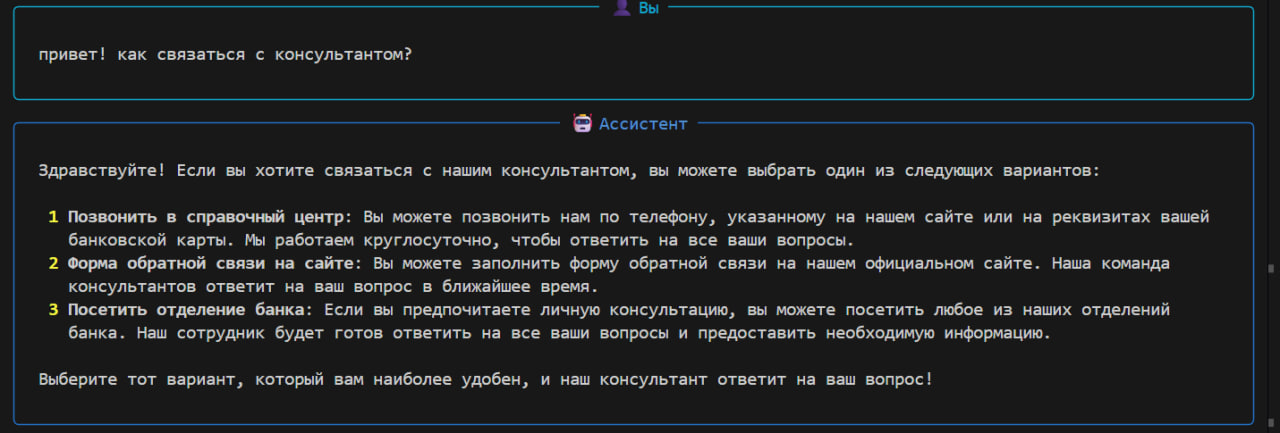 Вы
привет! как связаться с консультантом?
Ассистент
Здравствуйте! Если вы хотите связаться с нашим консультантом, вы можете выбрать один из следующих вариантов:
1 Позвонить в справочный центр: Вы можете позвонить нам по телефону, указанному на нашем сайте или на реквизитах вашей
банковской карты. Мы работаем круглосуточно, чтобы ответить на все ваши вопросы.
2 Форма обратной связи на сайте: Вы можете заполнить форму обратной связи на нашем официальном сайте. Наша команда
консультантов ответит на ваш вопрос в ближайшее время.
3 Посетить отделение банка: Если вы предпочитаете личную консультацию, вы можете посетить любое из наших отделений
банка. Наш сотрудник будет готов ответить на все ваши вопросы и предоставить необходимую информацию.
Выберите тот вариант, который вам наиболее удобен, и наш консультант ответит на ваш вопрос!